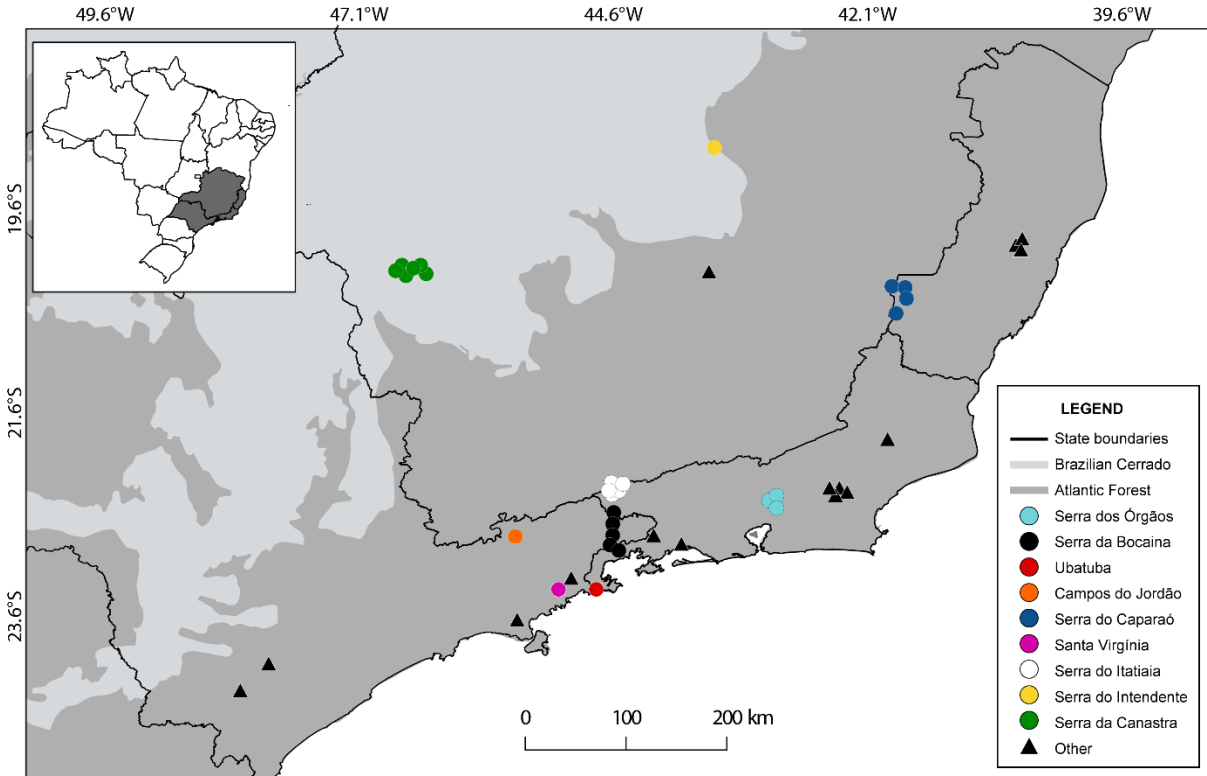 49.6°W 47.1°W 44.6°W 42.1°W 39.6°W
19.6°S
21.6°S
23.6°S
LEGEND
State boundaries
Brazilian Cerrado
Atlantic Forest
Serra dos Órgãos
Serra da Bocaina
Ubatuba
Campos do Jordão
Serra do Caparaó
Santa Virgínia
Serra do Itatiaia
Serra do Intendente
Serra da Canastra
Other
0 100 200 km